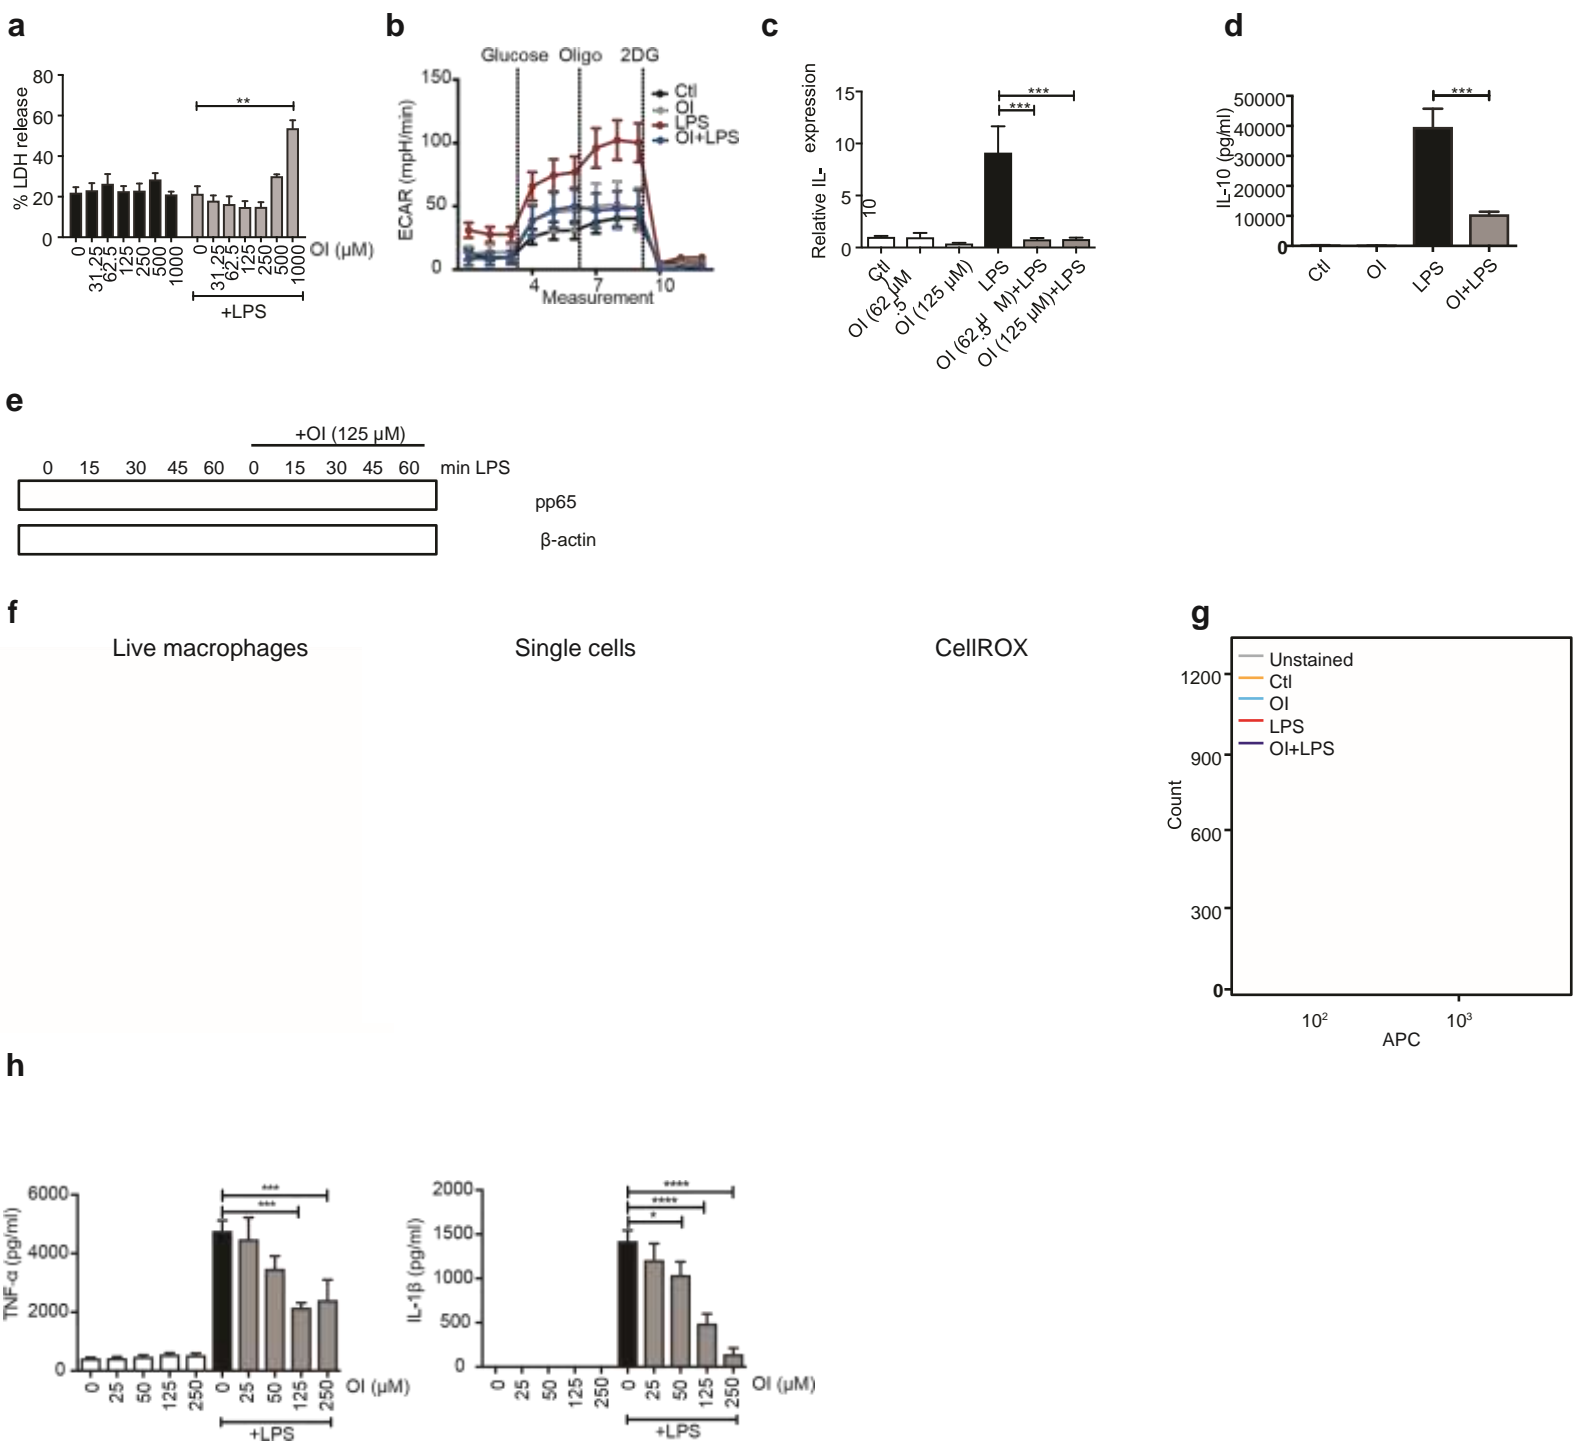 a
80
60
40
20
0
% LDH release
**
0
31.25
62.5
125
250
500
1000
0
31.25
62.5
125
250
500
1000
OI (µM)
+LPS
b
Glucose Oligo 2DG
150
100
50
0
ECAR (mpH/min)
Ctl
OI
LPS
OI+LPS
4
7
10
Measurement
c
15
10
5
0
Relative IL-
10
expression
***
***
Ctl
OI (62.5 µM)
OI (125 µM)
LPS
OI (62.5 µM)+LPS
OI (125 µM)+LPS
d
50000
40000
30000
20000
10000
0
IL-10 (pg/ml)
***
Ctl
OI
LPS
OI+LPS
e
+OI (125 µM)
0 15 30 45 60 0 15 30 45 60 min LPS
pp65
β-actin
f
Live macrophages
Single cells
CellROX
g
Unstained
Ctl
OI
LPS
OI+LPS
1200
900
600
300
0
Count
10²
10³
APC
h
6000
4000
2000
0
TNF-α (pg/ml)
***
***
0
25
50
125
250
0
25
50
125
250
OI (µM)
+LPS
2000
1500
1000
500
0
IL-1β (pg/ml)
****
****
*
0
25
50
125
250
0
25
50
125
250
OI (µM)
+LPS